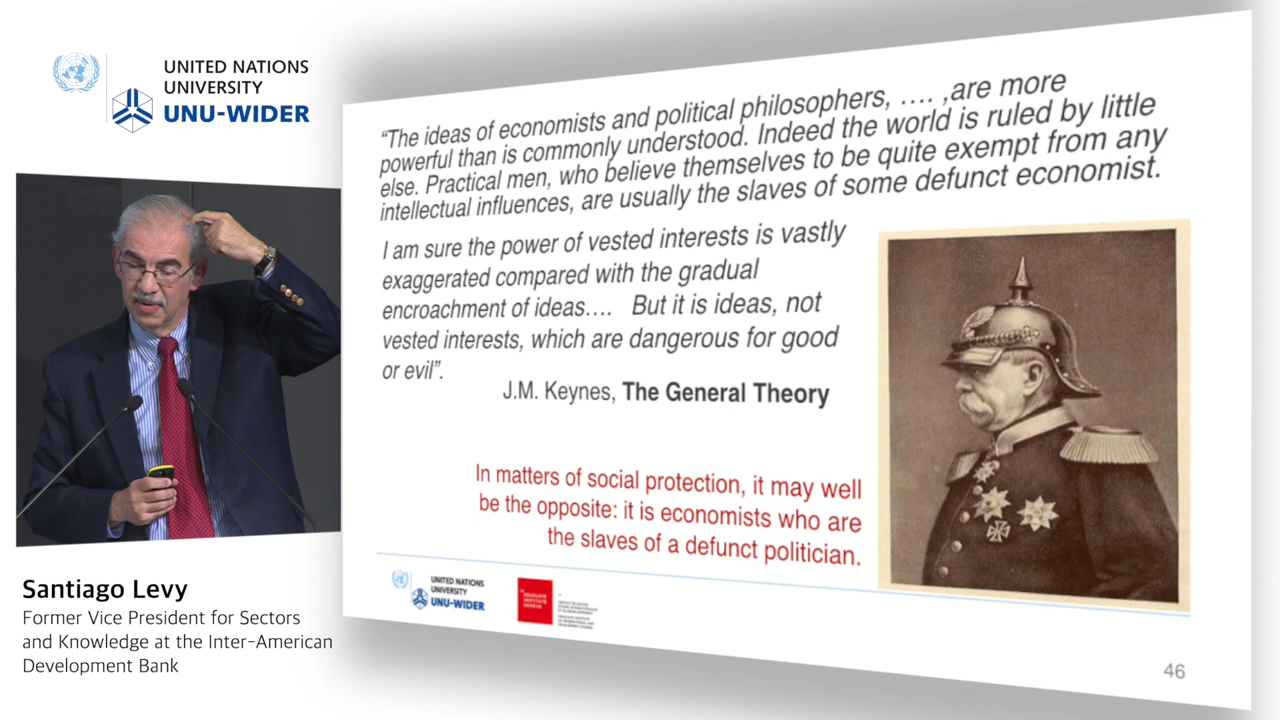 UNITED NATIONS
UNIVERSITY
UNU-WIDER
“The ideas of economists and political philosophers, …. ,are more
powerful than is commonly understood. Indeed the world is ruled by little
else. Practical men, who believe themselves to be quite exempt from any
intellectual influences, are usually the slaves of some defunct economist.
I am sure the power of vested interests is vastly
exaggerated compared with the gradual
encroachment of ideas…. But it is ideas, not
vested interests, which are dangerous for good
or evil”.
J.M. Keynes, The General Theory
In matters of social protection, it may well
be the opposite: it is economists who are
the slaves of a defunct politician.
UNITED NATIONS
UNIVERSITY
UNU-WIDER
GRADUATE
INSTITUTE
GENEVA
46
Santiago Levy
Former Vice President for Sectors
and Knowledge at the Inter-American
Development Bank